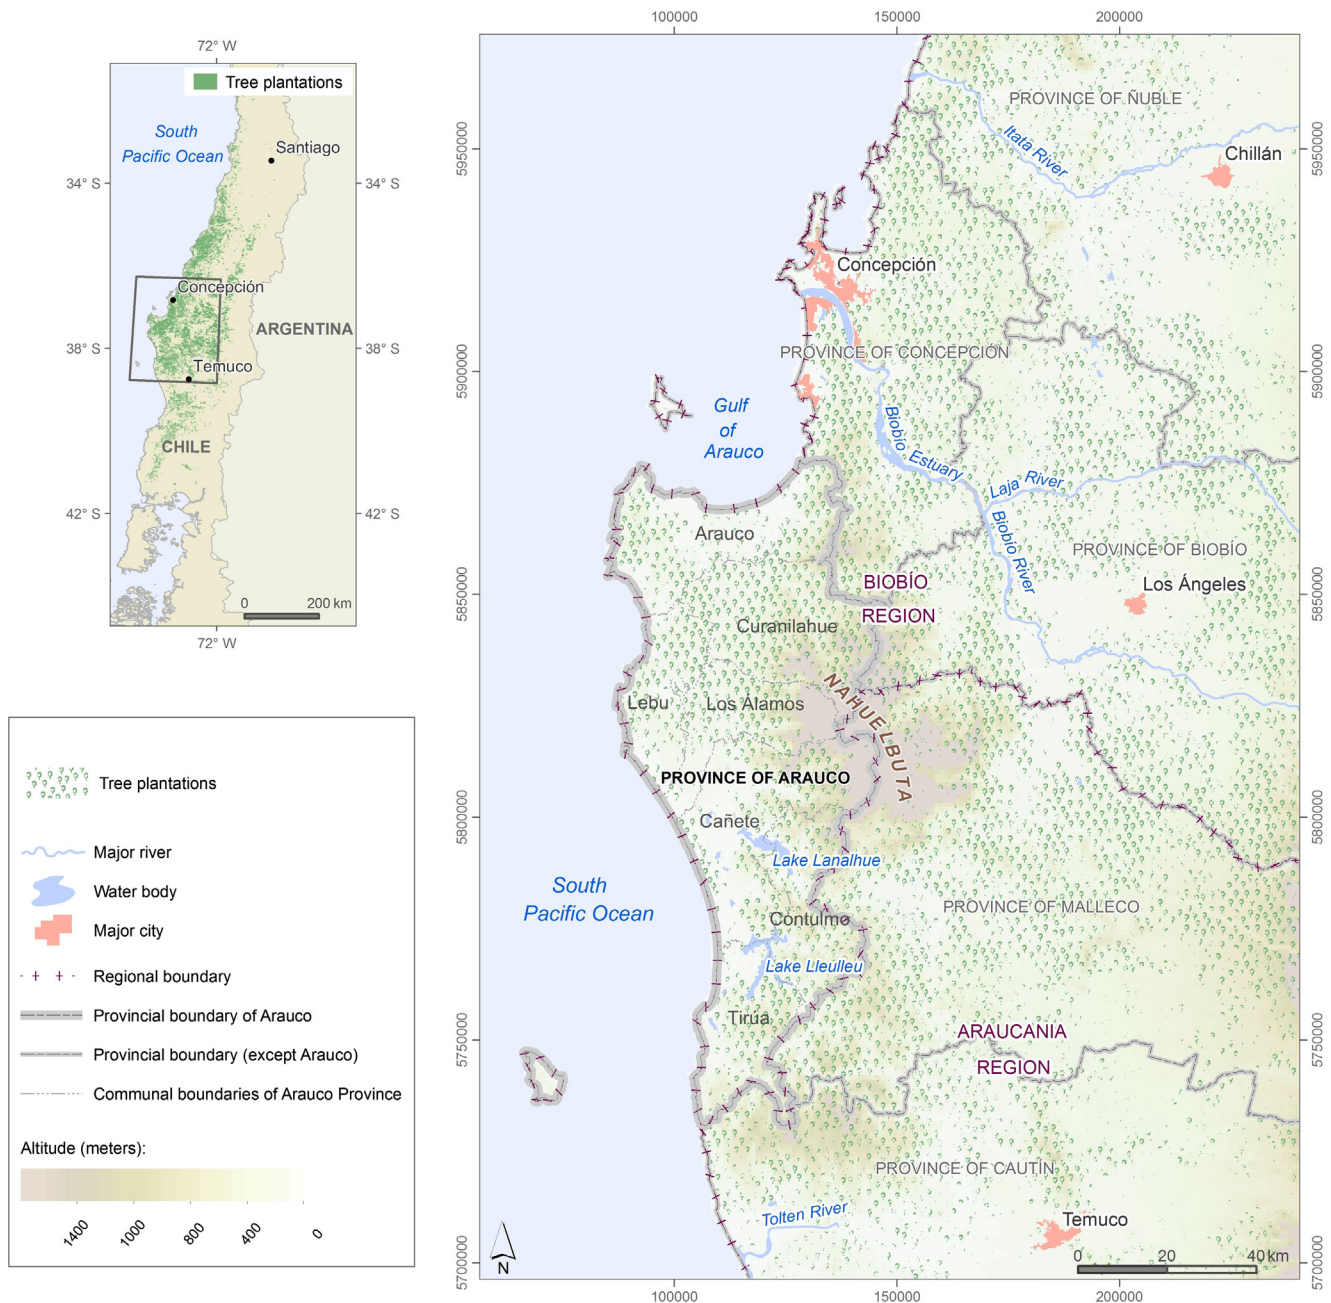 72° W
Tree plantations
South
Pacific Ocean
Santiago
34° S
34° S
Concepción
ARGENTINA
38° S
38° S
Temuco
CHILE
42° S
42° S
0
200 km
72° W
Tree plantations
Major river
Water body
Major city
Regional boundary
Provincial boundary of Arauco
Provincial boundary (except Arauco)
Communal boundaries of Arauco Province
Altitude (meters):
1400
1000
800
400
0
100000
150000
200000
5950000
5950000
5900000
5900000
5850000
5850000
5800000
5800000
5750000
5750000
5700000
5700000
PROVINCE OF ÑUBLE
Itata River
Chillán
Concepción
PROVINCE OF CONCEPCIÓN
Gulf
of
Arauco
Biobío Estuary
Laja River
Biobío River
Arauco
PROVINCE OF BIOBÍO
BIOBÍO
REGION
Los Ángeles
Curanilahue
NAHUELBUTA
Lebu
Los Álamos
PROVINCE OF ARAUCO
Cañete
Lake Lanalhue
South
Pacific Ocean
PROVINCE OF MALLECO
Contulmo
Lake Lleulleu
Tirúa
ARAUCANIA
REGION
PROVINCE OF CAUTÍN
Tolten River
Temuco
N
0
20
40 km
100000
150000
200000